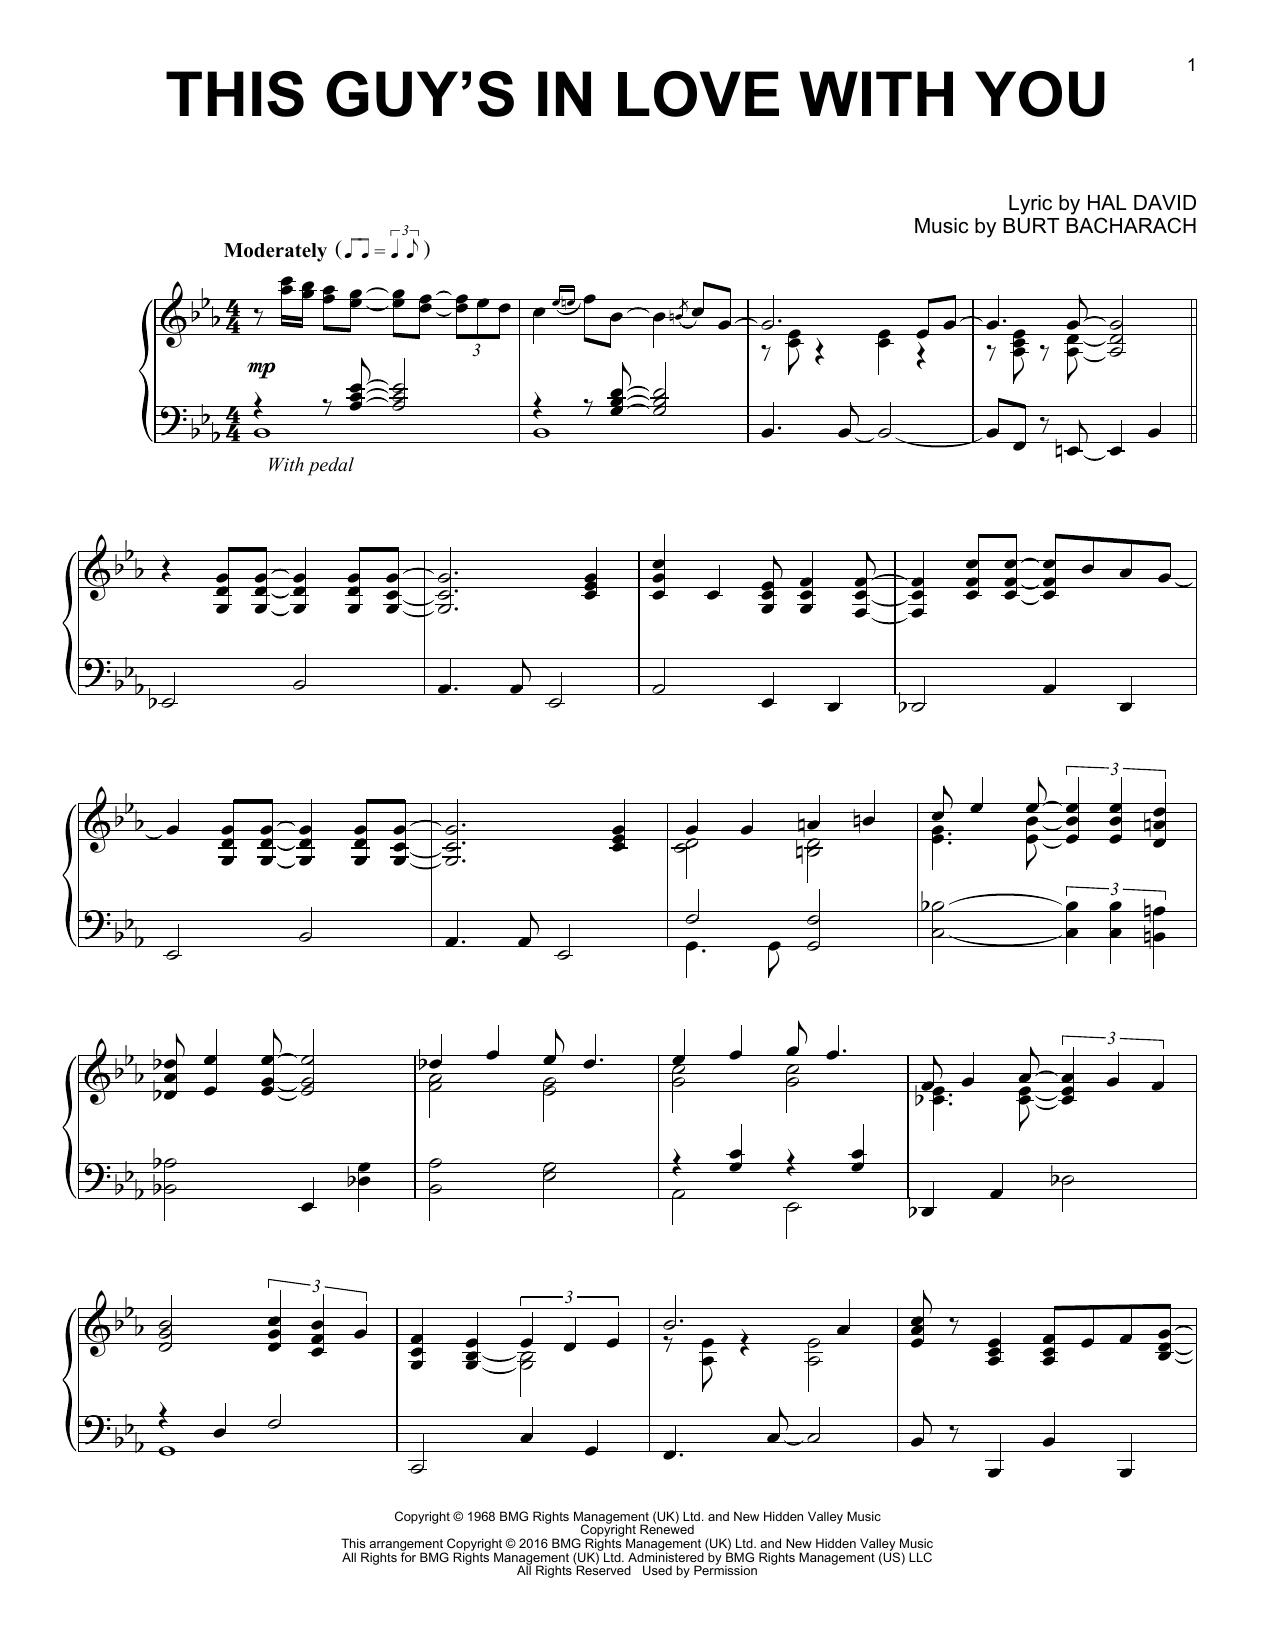 1
THIS GUY’S IN LOVE WITH YOU
Lyric by HAL DAVID
Music by BURT BACHARACH
Moderately ( = 3 )
mp
3
With pedal
3
3
3
3
3
Copyright © 1968 BMG Rights Management (UK) Ltd. and New Hidden Valley Music
Copyright Renewed
This arrangement Copyright © 2016 BMG Rights Management (UK) Ltd. and New Hidden Valley Music
All Rights for BMG Rights Management (UK) Ltd. Administered by BMG Rights Management (US) LLC
All Rights Reserved Used by Permission